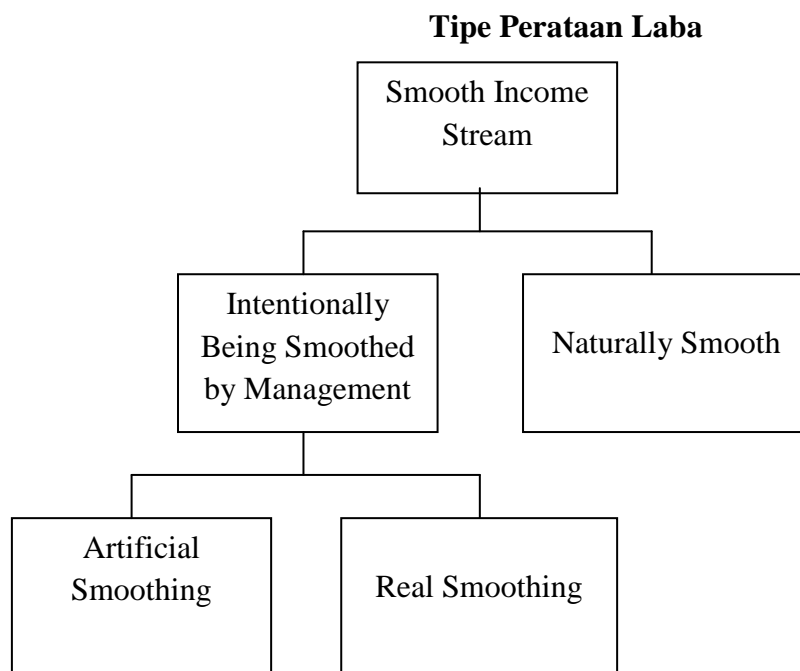 Tipe Perataan Laba
Smooth Income
Stream
Intentionally
Being Smoothed
by Management
Naturally Smooth
Artificial
Smoothing
Real Smoothing